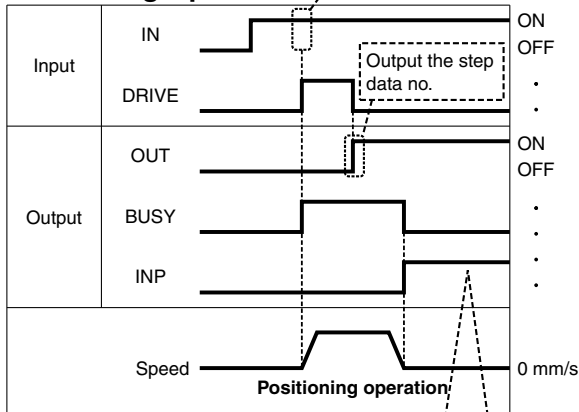 IN
ON
OFF
Input
Output the step
data no.
DRIVE
OUT
ON
OFF
Output
BUSY
INP
Speed
0 mm/s
Positioning operation